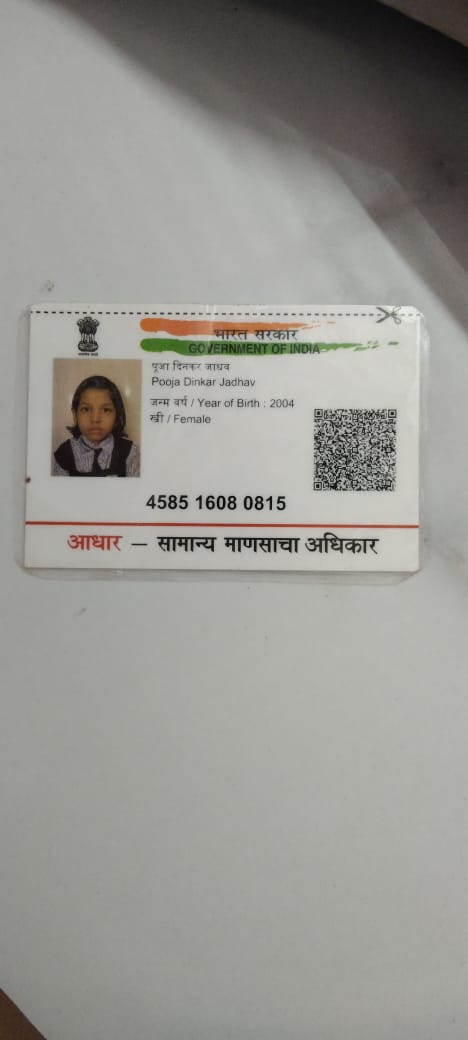 भारत सरकार
GOVERNMENT OF INDIA
पूजा दिनकर जाधव
Pooja Dinkar Jadhav
जन्म वर्ष / Year of Birth : 2004
स्त्री / Female
4585 1608 0815
आधार — सामान्य माणसाचा अधिकार